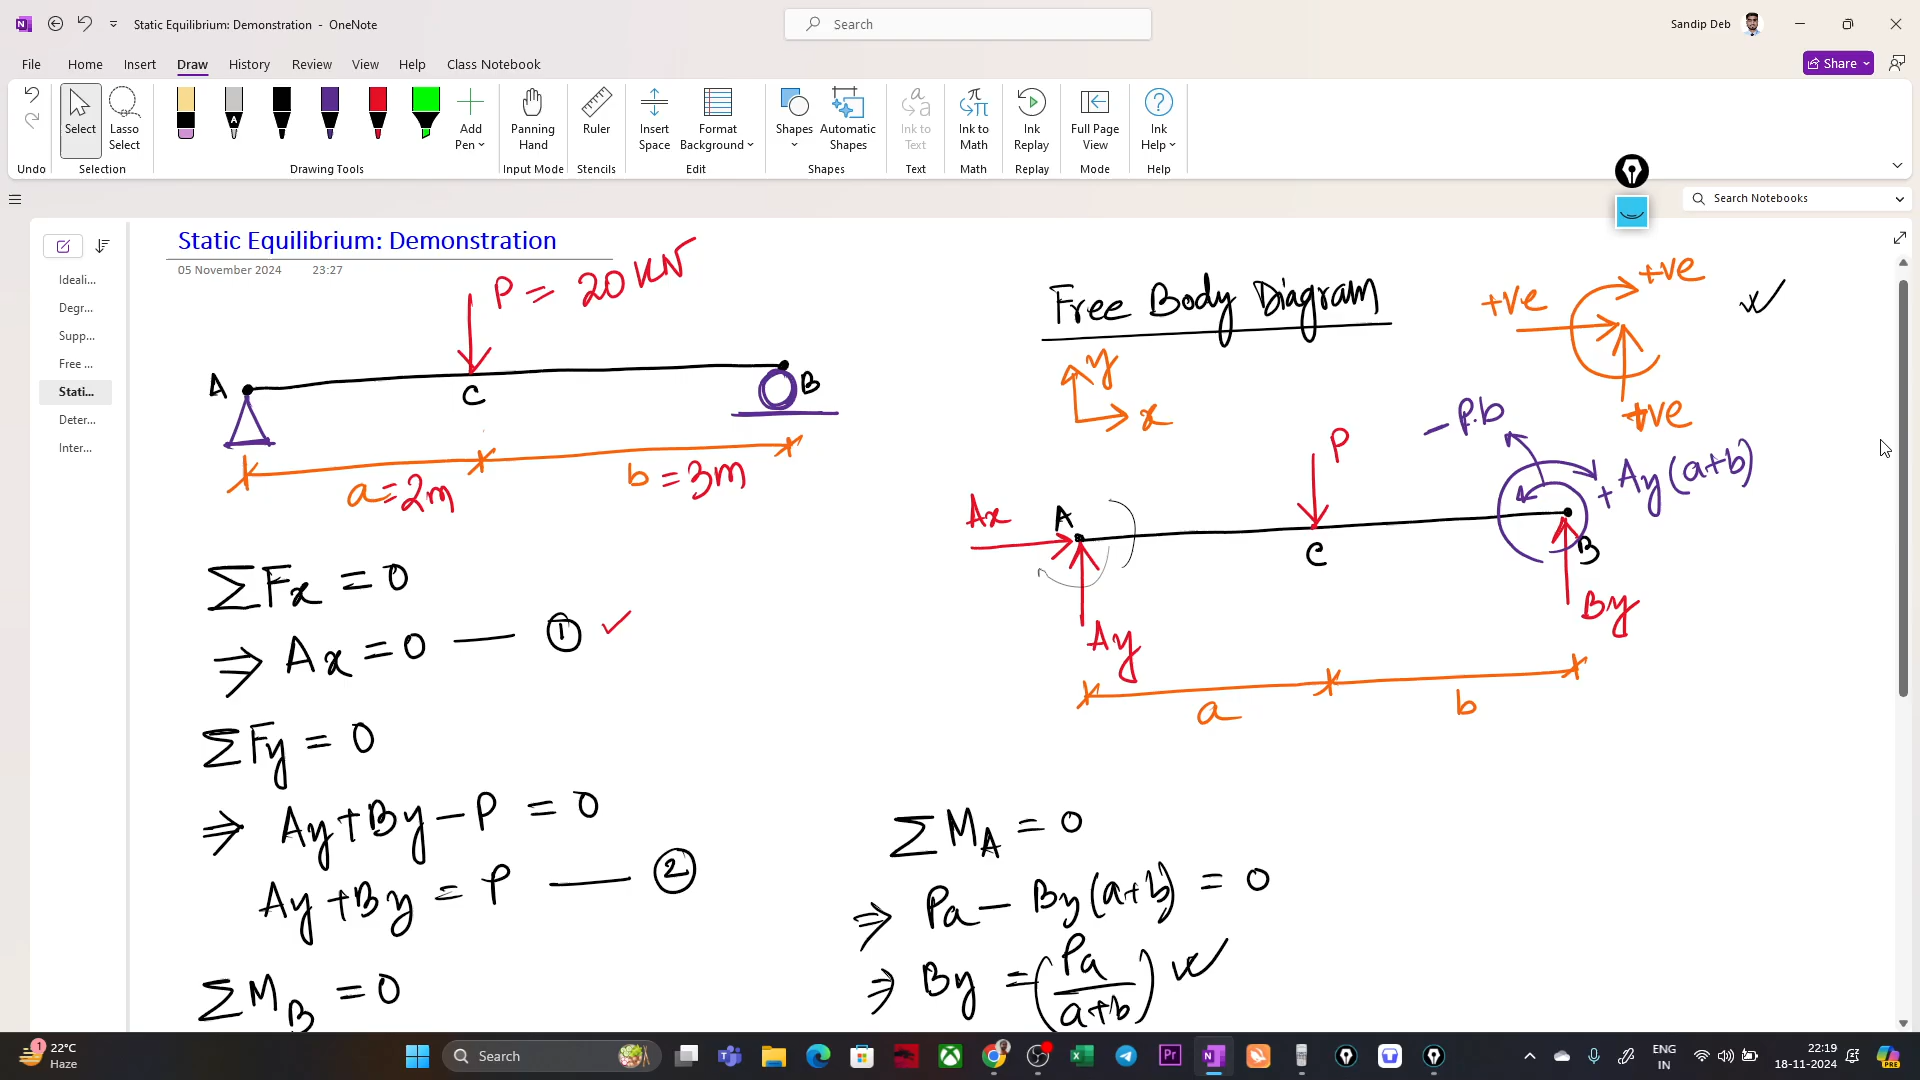 Static Equilibrium: Demonstration - OneNote
Search
Sandip Deb
File Home Insert Draw History Review View Help Class Notebook
Share
Undo
Select
Lasso Select
Selection
A
Add Pen
Drawing Tools
Panning Hand
Input Mode
Ruler
Stencils
Insert Space
Format Background
Edit
Shapes
Automatic Shapes
Shapes
Ink to Text
Text
Ink to Math
Math
Ink Replay
Replay
Full Page View
Mode
Ink Help
Help
Search Notebooks
Ideali...
Degr...
Supp...
Free ...
Stati...
Deter...
Inter...
Static Equilibrium: Demonstration
05 November 2024 23:27
P = 20 KN
A
C
B
a = 2m
b = 3m
ΣFx = 0
⇒ Ax = 0 — ①
ΣFy = 0
⇒ Ay + By − P = 0
Ay + By = P — ②
ΣM_B = 0
Free Body Diagram
+ve
+ve
+ve
y
x
− P.b
+ Ay (a+b)
P
Ax
A
C
B
Ay
By
a
b
ΣM_A = 0
⇒ Pa − By (a+b) = 0
⇒ By = (Pa / a+b)
1
22°C
Haze
Search
ENG
IN
22:19
18-11-2024
PRE